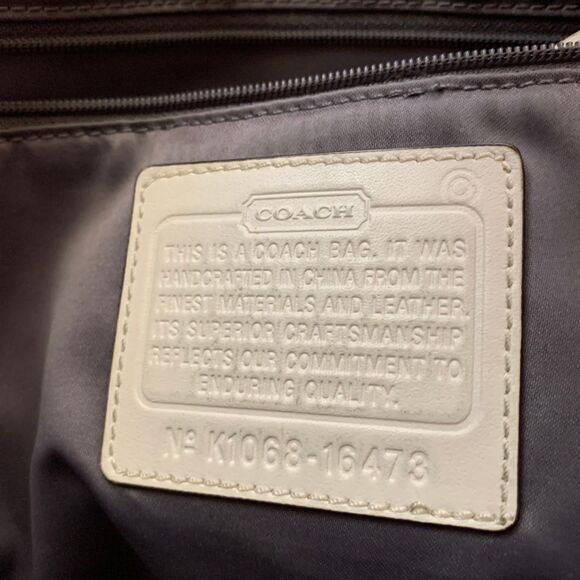 ©
COACH
THIS IS A COACH BAG. IT WAS
HANDCRAFTED IN CHINA FROM THE
FINEST MATERIALS AND LEATHER.
ITS SUPERIOR CRAFTSMANSHIP
REFLECTS OUR COMMITMENT TO
ENDURING QUALITY.
Nº K1068-16473